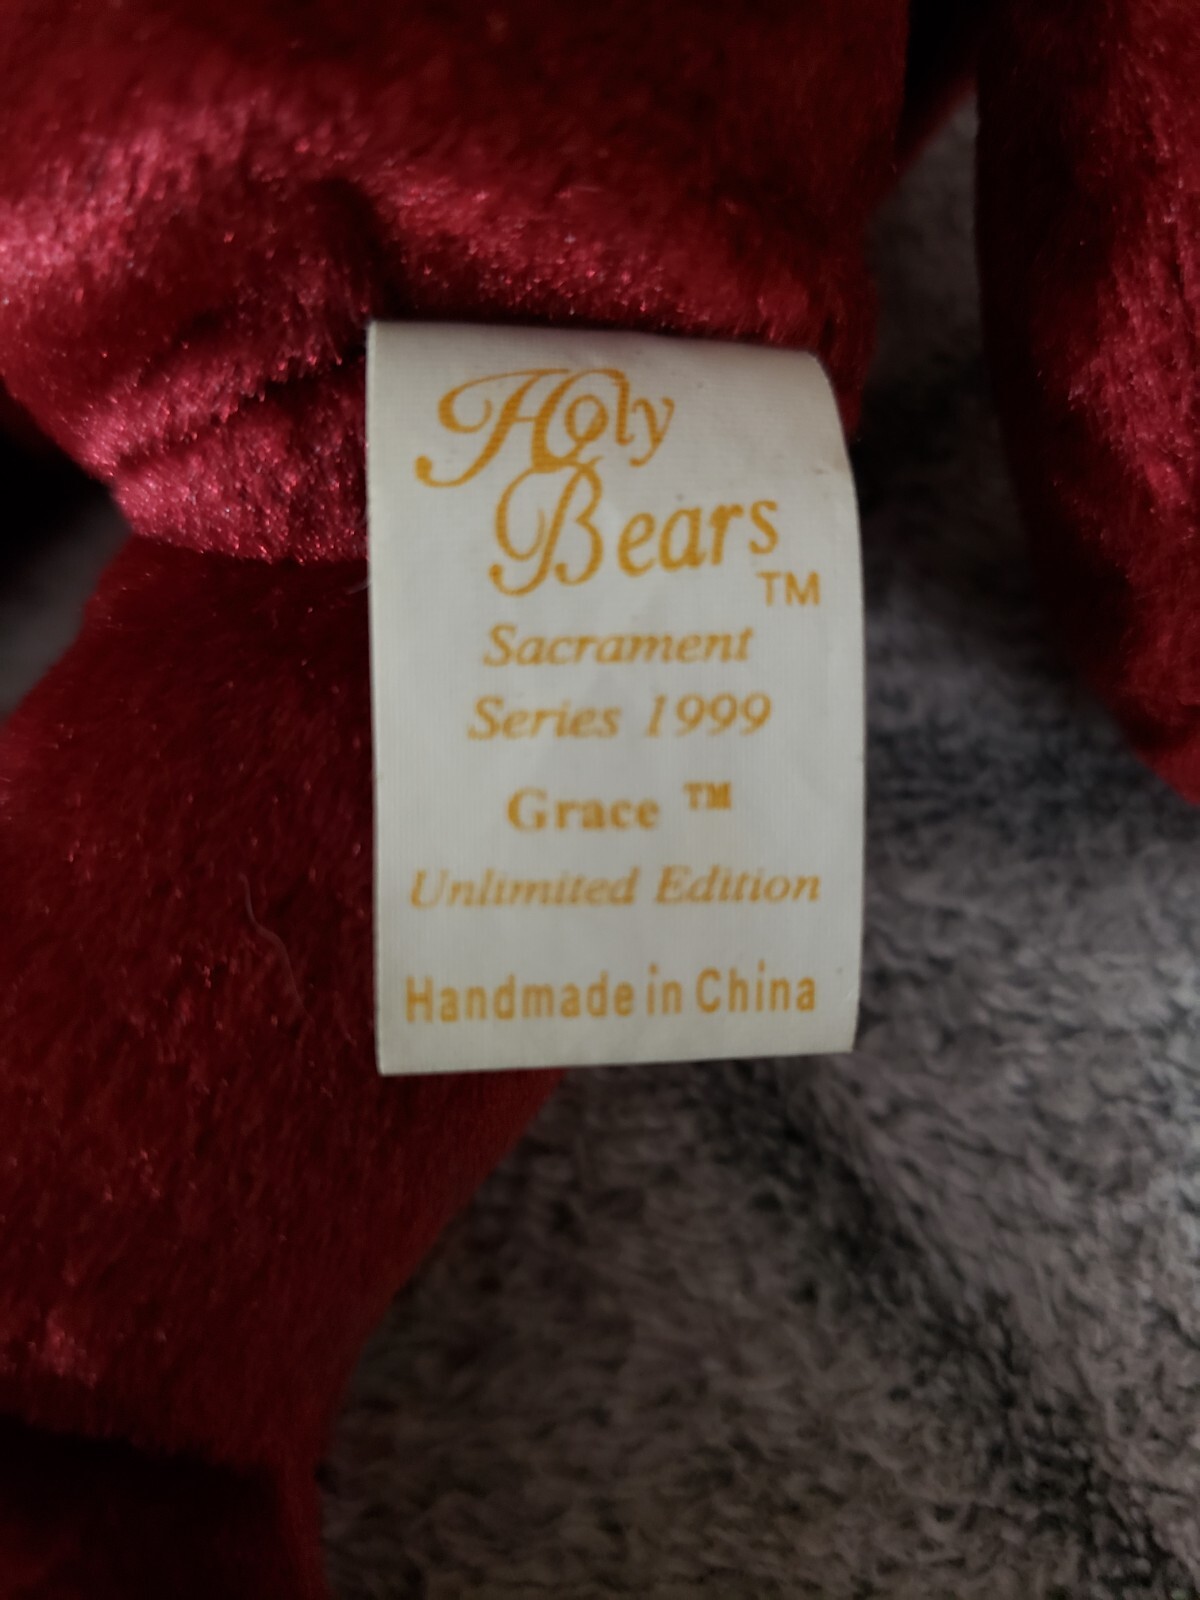 Holy
Bears
TM
Sacrament
Series 1999
Grace TM
Unlimited Edition
Handmade in China